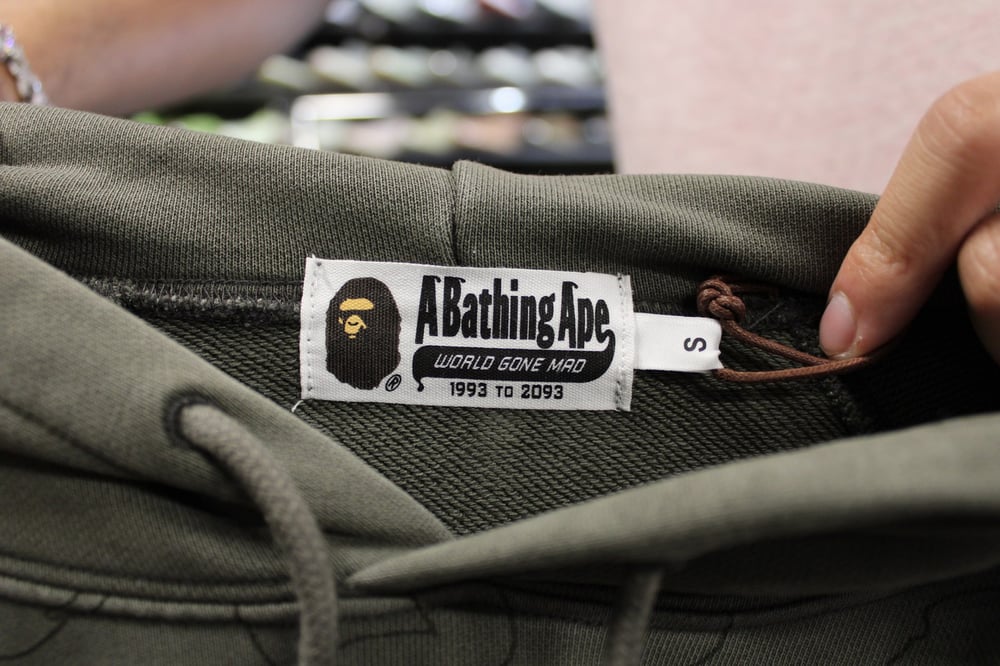 A Bathing Ape
WORLD GONE MAD
1993 TO 2093
®
S